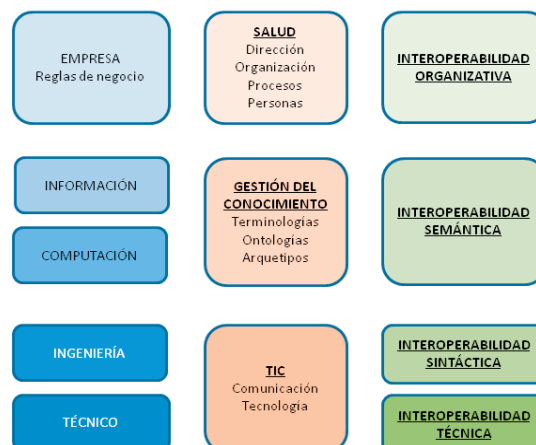 EMPRESA
Reglas de negocio
SALUD
Dirección
Organización
Procesos
Personas
INTEROPERABILIDAD
ORGANIZATIVA
INFORMACIÓN
COMPUTACIÓN
GESTIÓN DEL
CONOCIMIENTO
Terminologías
Ontologías
Arquetipos
INTEROPERABILIDAD
SEMÁNTICA
INGENIERÍA
TÉCNICO
TIC
Comunicación
Tecnología
INTEROPERABILIDAD
SINTÁCTICA
INTEROPERABILIDAD
TÉCNICA